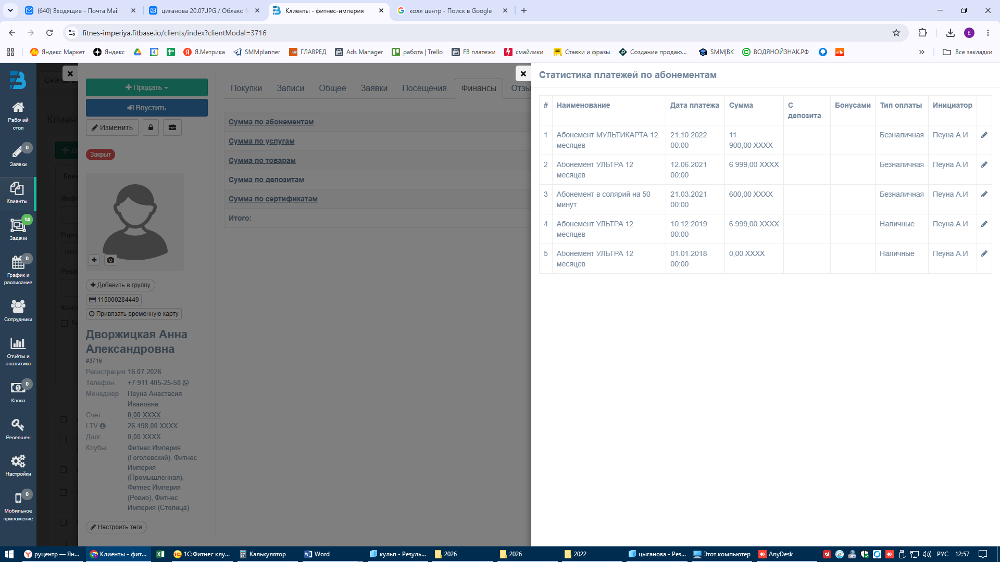 (640) Входящие - Почта Mail
циганова 20.07.JPG / Облако
Клиенты - фитнес-империя
колл центр - Поиск в Google
fitnes-imperiya.fitbase.io/clients/index?clientModal=3716
Яндекс Маркет
Яндекс
Я.Метрика
SMMplanner
ГЛАВРЕД
Ads Manager
работа | Trello
FB платежи
смайлики
Ставки и фразы
Создание продаю...
SMM|ВК
ВОДЯНОЙЗНАК.РФ
Все закладки
Рабочий
стол
0
Заявки
Клиенты
14
Задачи
0
График и
расписание
Сотрудники
Отчёты и
аналитика
0
Касса
Ресепшен
Настройки
0
Мобильное
приложение
Продать
Впустить
Изменить
Закрыт
Добавить в группу
115000284449
Привязать временную карту
Дворжицкая Анна
Александровна
#3716
Регистрация 16.07.2026
Телефон +7 911 405-25-58
Менеджер Пеуна Анастасия
Ивановна
Счет 0,00 XXXX
LTV 26 498,00 XXXX
Долг 0,00 XXXX
Клубы Фитнес Империя
(Гоголевский), Фитнес
Империя
(Промышленная),
Фитнес Империя
(Ровио), Фитнес
Империя (Столица)
Настроить теги
Покупки Записи Общее Заявки Посещения Финансы Отзы
Сумма по абонементам
Сумма по услугам
Сумма по товарам
Сумма по депозитам
Сумма по сертификатам
Итого:
Статистика платежей по абонементам
# Наименование Дата платежа Сумма С Бонусами Тип оплаты Инициатор
депозита
1 Абонемент МУЛЬТИКАРТА 12 21.10.2022 11 Безналичная Пеуна А.И
месяцев 00:00 900,00 XXXX
2 Абонемент УЛЬТРА 12 12.06.2021 6 999,00 XXXX Безналичная Пеуна А.И
месяцев 00:00
3 Абонемент в солярий на 50 21.03.2021 600,00 XXXX Безналичная Пеуна А.И
минут 00:00
4 Абонемент УЛЬТРА 12 10.12.2019 6 999,00 XXXX Наличные Пеуна А.И
месяцев 00:00
5 Абонемент УЛЬТРА 12 01.01.2018 0,00 XXXX Наличные Пеуна А.И
месяцев 00:00
руцентр — Ян...
Клиенты - фит...
1С:Фитнес клу...
Калькулятор
Word
кульп - Резуль...
2026
2026
2022
цыганова - Рез...
Этот компьютер
AnyDesk
РУС
12:57